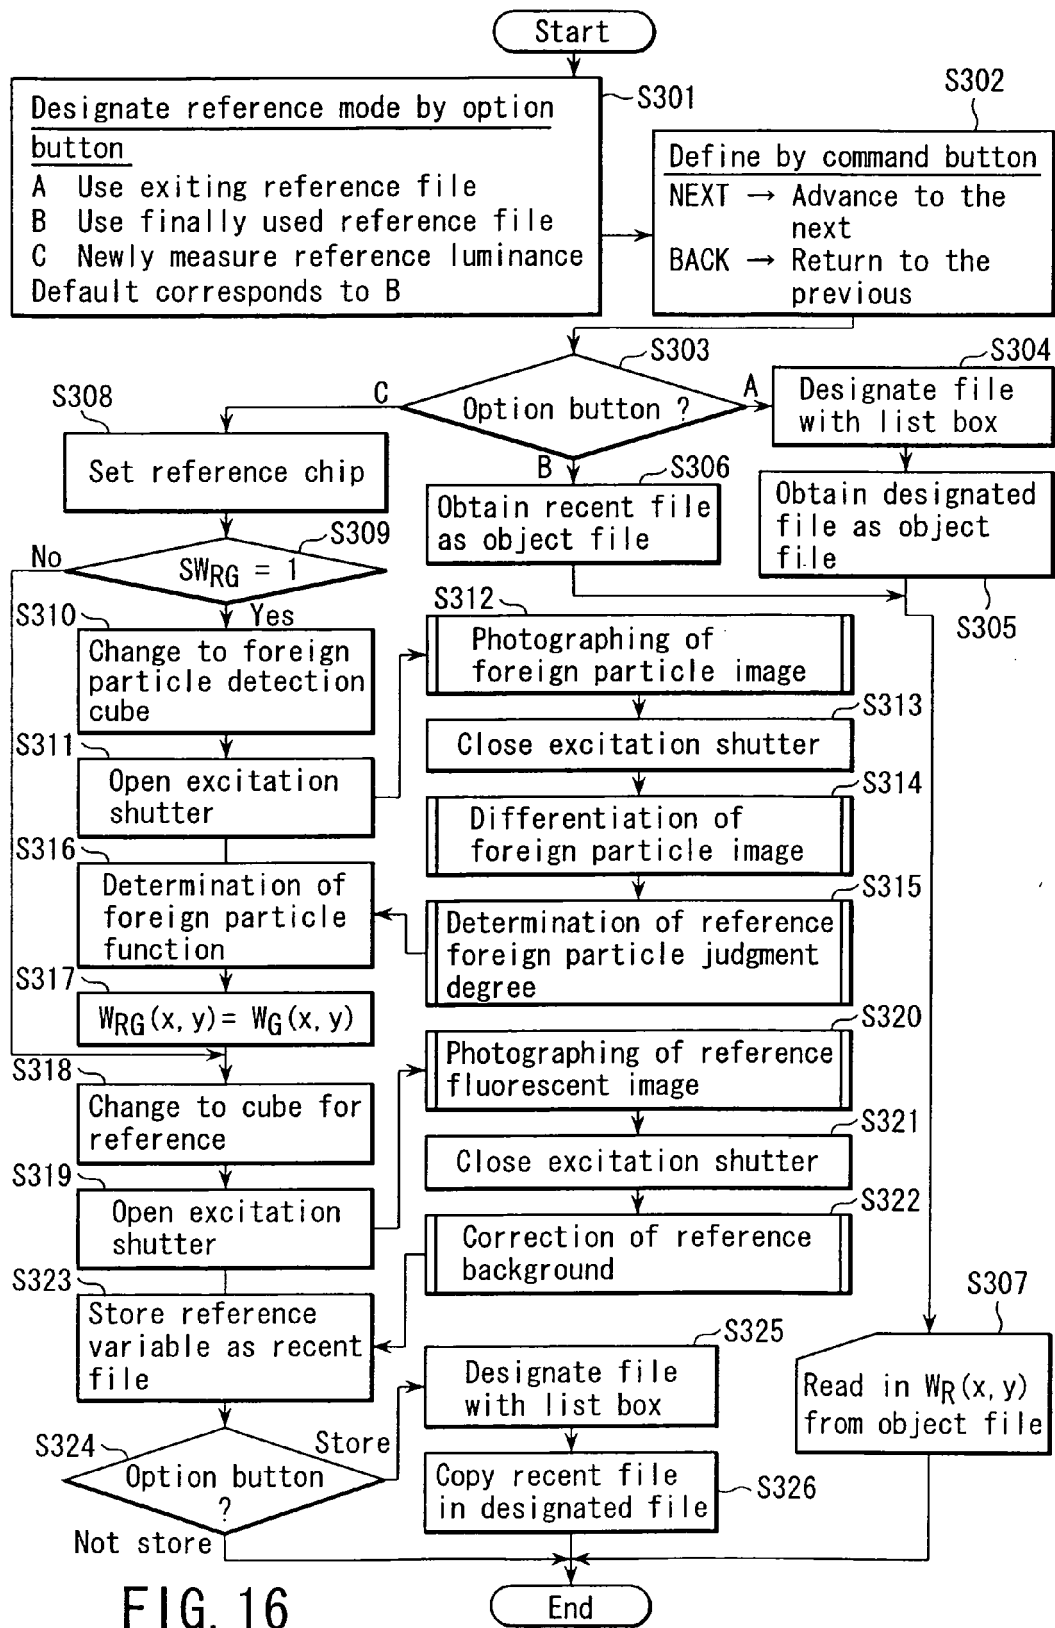 Start
S301
Designate reference mode by option
button
A Use exiting reference file
B Use finally used reference file
C Newly measure reference luminance
Default corresponds to B
S302
Define by command button
NEXT → Advance to the
next
BACK → Return to the
previous
S303
Option button ?
C
A
B
S304
Designate file
with list box
S308
Set reference chip
S306
Obtain recent file
as object file
Obtain designated
file as object
file
S305
S309
SWRG = 1
No
Yes
S310
Change to foreign
particle detection
cube
S312
Photographing of
foreign particle image
S313
Close excitation shutter
S311
Open excitation
shutter
S314
Differentiation of
foreign particle image
S316
Determination of
foreign particle
function
S315
Determination of reference
foreign particle judgment
degree
S317
WRG(x, y)= WG(x, y)
S320
Photographing of reference
fluorescent image
S318
Change to cube for
reference
S321
Close excitation shutter
S319
Open excitation
shutter
S322
Correction of reference
background
S323
Store reference
variable as recent
file
S307
Read in WR(x, y)
from object file
S325
Designate file
with list box
S324
Option button
?
Store
Not store
Copy recent file
in designated file
S326
End
FIG. 16